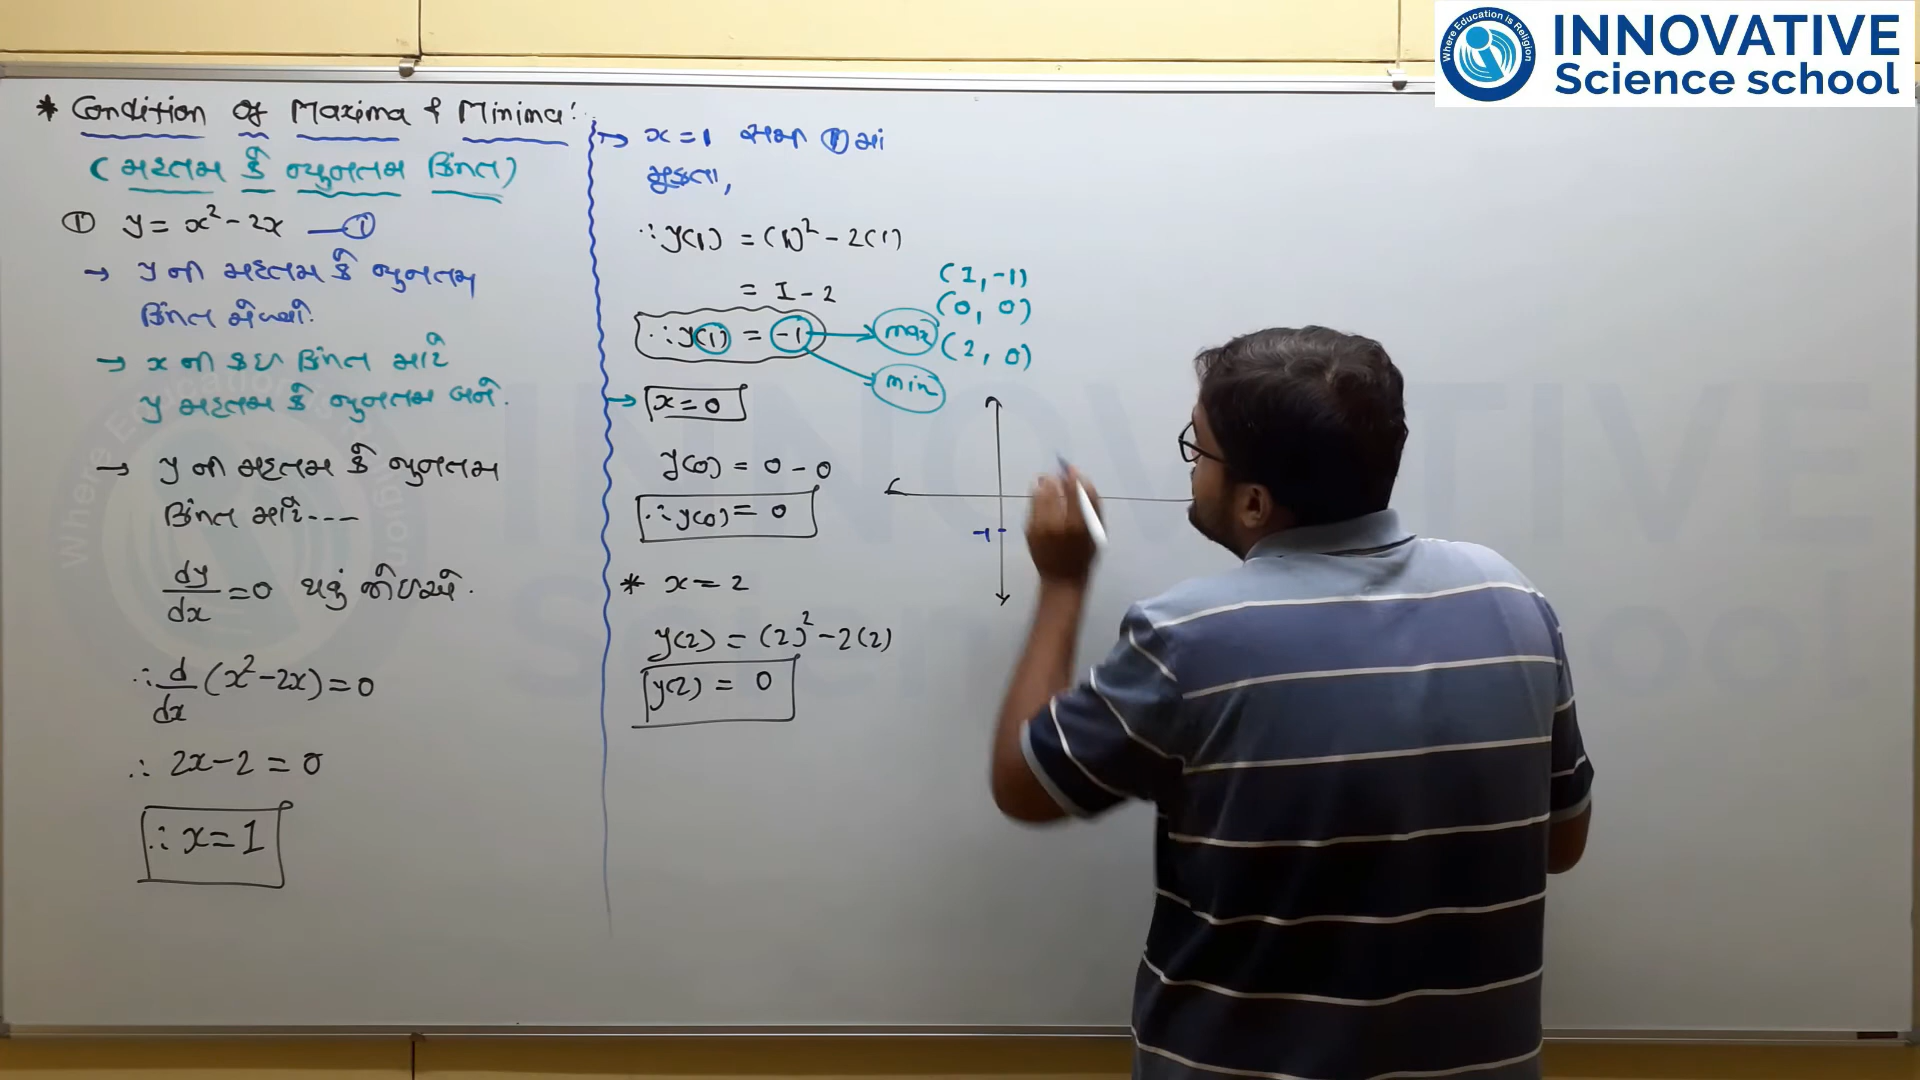 * Condition of Maxima & Minima:
(મહત્તમ કે ન્યુનતમ કિંમત)
① y = x² - 2x —①
→ y ની મહત્તમ કે ન્યુનતમ
કિંમત મેળવો.
→ x ની કઇ કિંમત માટે
y મહત્તમ કે ન્યુનતમ બને.
→ y ની મહત્તમ કે ન્યુનતમ
કિંમત માટે---
dy/dx = 0 થવું જોઇએ.
∴ d/dx (x² - 2x) = 0
∴ 2x - 2 = 0
∴ x = 1
→ x = 1 સમી ① માં
મુકતા,
∴ y(1) = (1)² - 2(1)
= 1 - 2
∴ y(1) = -1
max
min
(1, -1)
(0, 0)
(2, 0)
→ x = 0
y(0) = 0 - 0
∴ y(0) = 0
* x = 2
y(2) = (2)² - 2(2)
y(2) = 0
-1
Where Education is Religion
INNOVATIVE
Science school